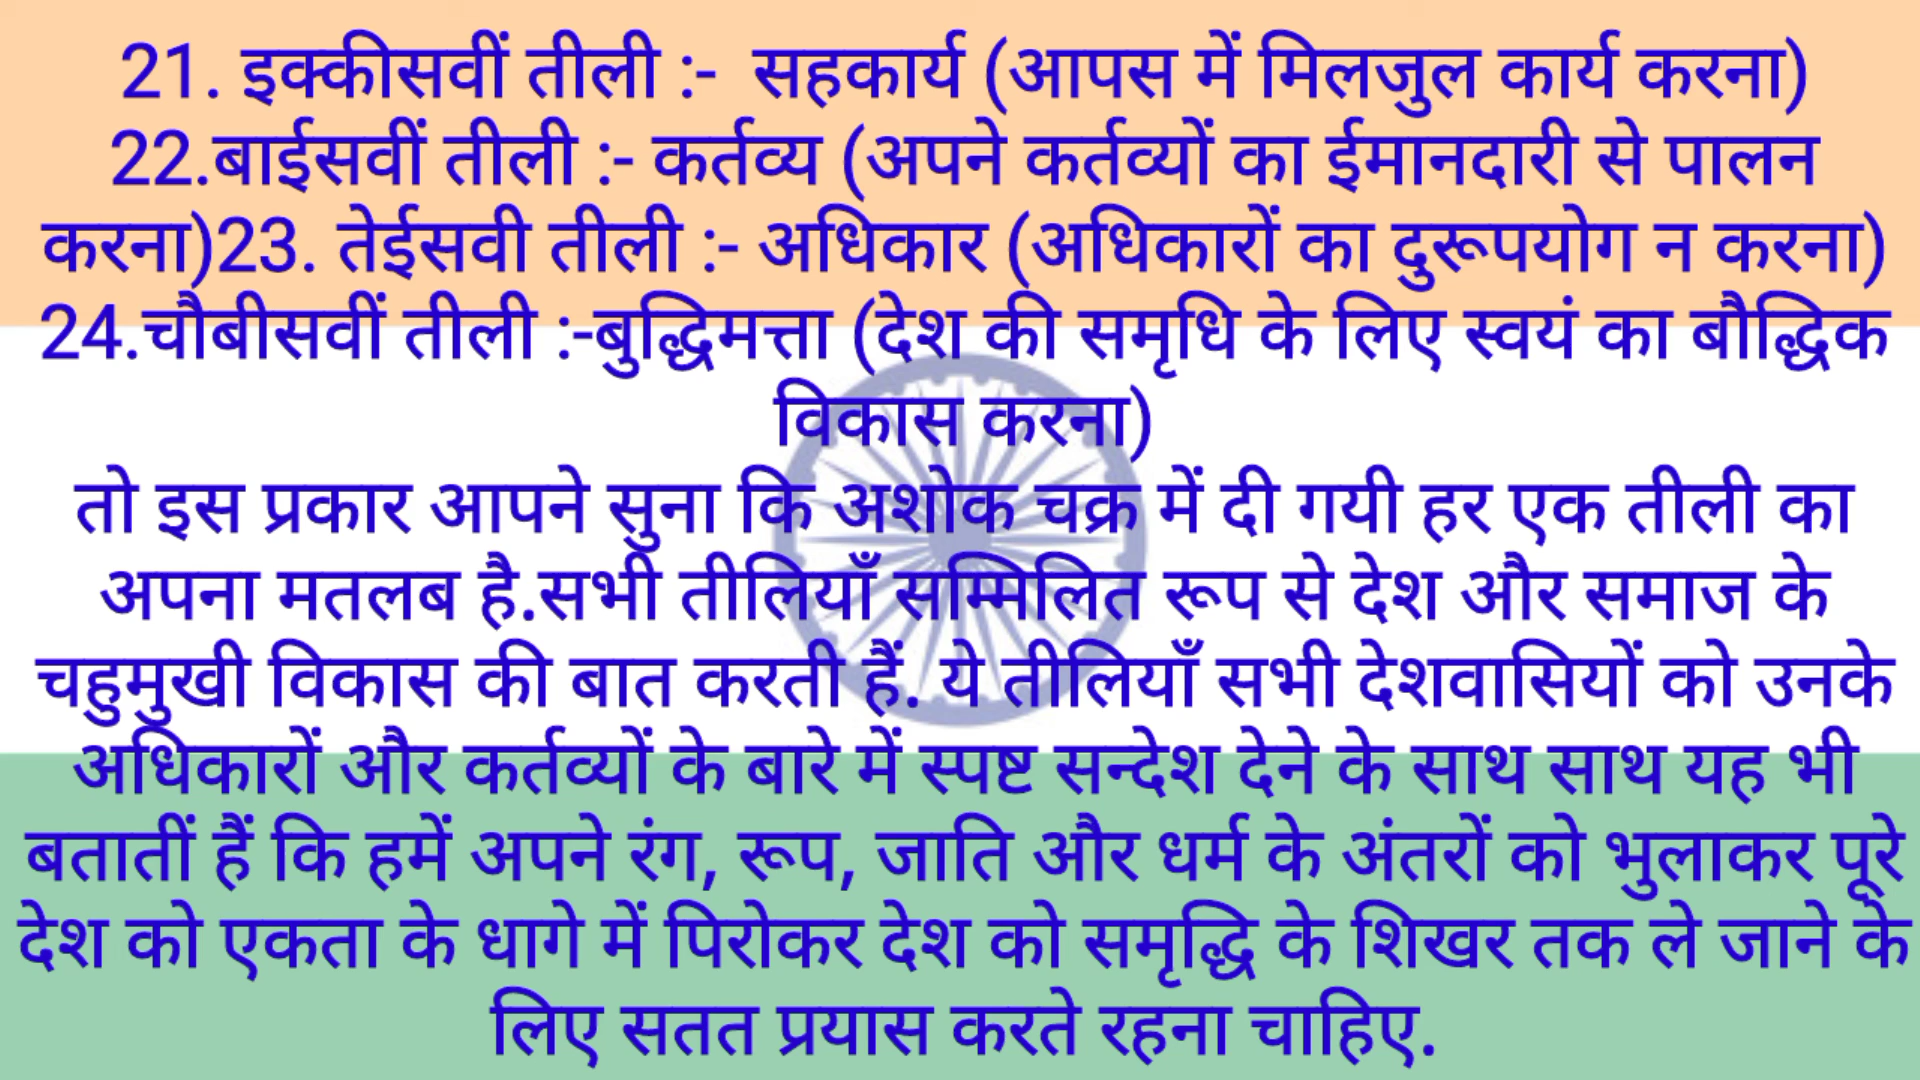 21. इक्कीसवीं तीली :-  सहकार्य (आपस में मिलजुल कार्य करना)
22.बाईसवीं तीली :- कर्तव्य (अपने कर्तव्यों का ईमानदारी से पालन
करना)23. तेईसवी तीली :- अधिकार (अधिकारों का दुरूपयोग न करना)
24.चौबीसवीं तीली :-बुद्धिमत्ता (देश की समृधि के लिए स्वयं का बौद्धिक
विकास करना)
तो इस प्रकार आपने सुना कि अशोक चक्र में दी गयी हर एक तीली का
अपना मतलब है.सभी तीलियाँ सम्मिलित रूप से देश और समाज के
चहुमुखी विकास की बात करती हैं. ये तीलियाँ सभी देशवासियों को उनके
अधिकारों और कर्तव्यों के बारे में स्पष्ट सन्देश देने के साथ साथ यह भी
बतातीं हैं कि हमें अपने रंग, रूप, जाति और धर्म के अंतरों को भुलाकर पूरे
देश को एकता के धागे में पिरोकर देश को समृद्धि के शिखर तक ले जाने के
लिए सतत प्रयास करते रहना चाहिए.